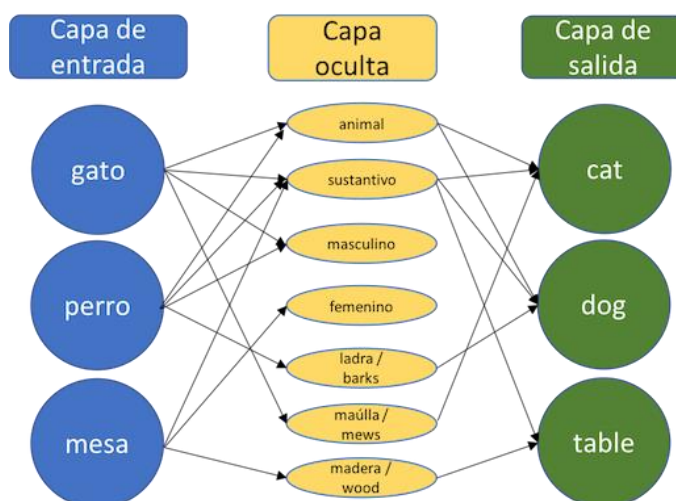 Capa de
entrada
Capa
oculta
Capa de
salida
gato
perro
mesa
animal
sustantivo
masculino
femenino
ladra /
barks
maúlla /
mews
madera /
wood
cat
dog
table